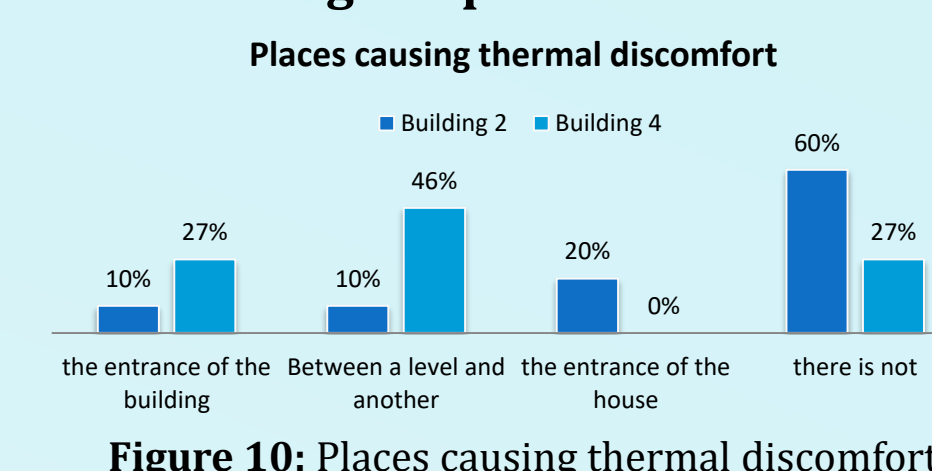 Places causing thermal discomfort
Building 2 Building 4
60%
46%
27% 27%
10% 10% 20% 0%
the entrance of the building
Between a level and another
the entrance of the house
there is not
Figure 10: Places causing thermal discomfort